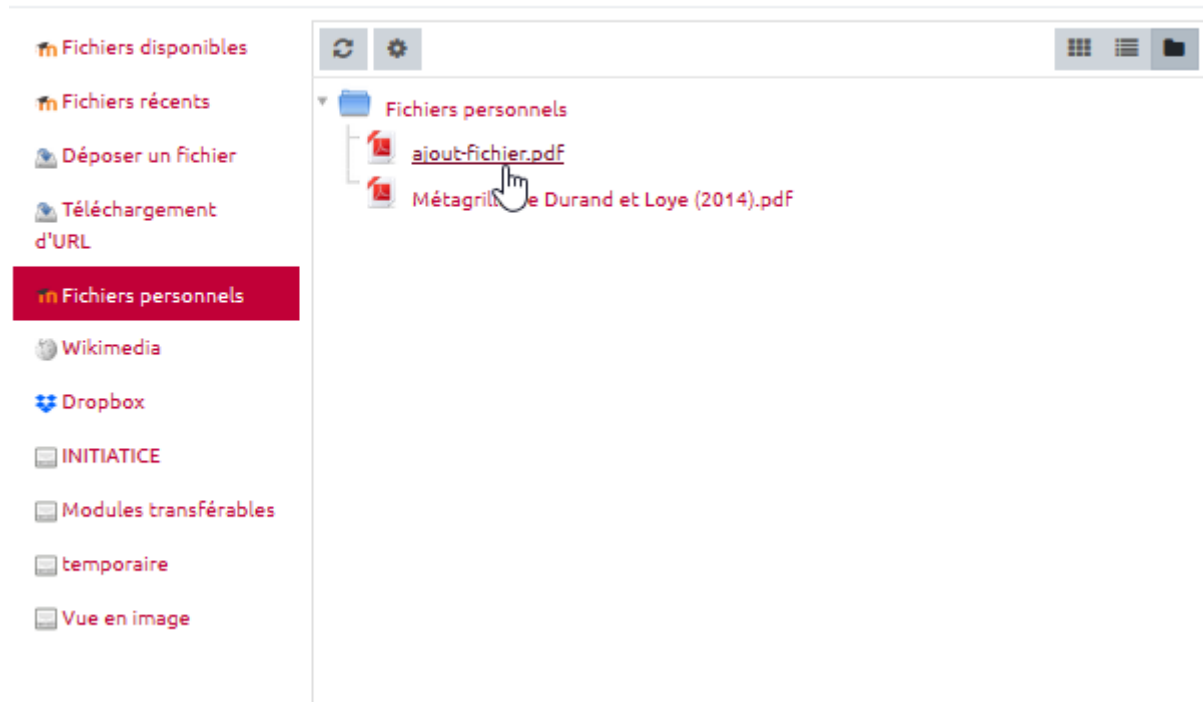 Fichiers disponibles
Fichiers récents
Déposer un fichier
Téléchargement
d'URL
Fichiers personnels
Wikimedia
Dropbox
INITIATICE
Modules transférables
temporaire
Vue en image
Fichiers personnels
ajout-fichier.pdf
Durand et Loye (2014).pdf